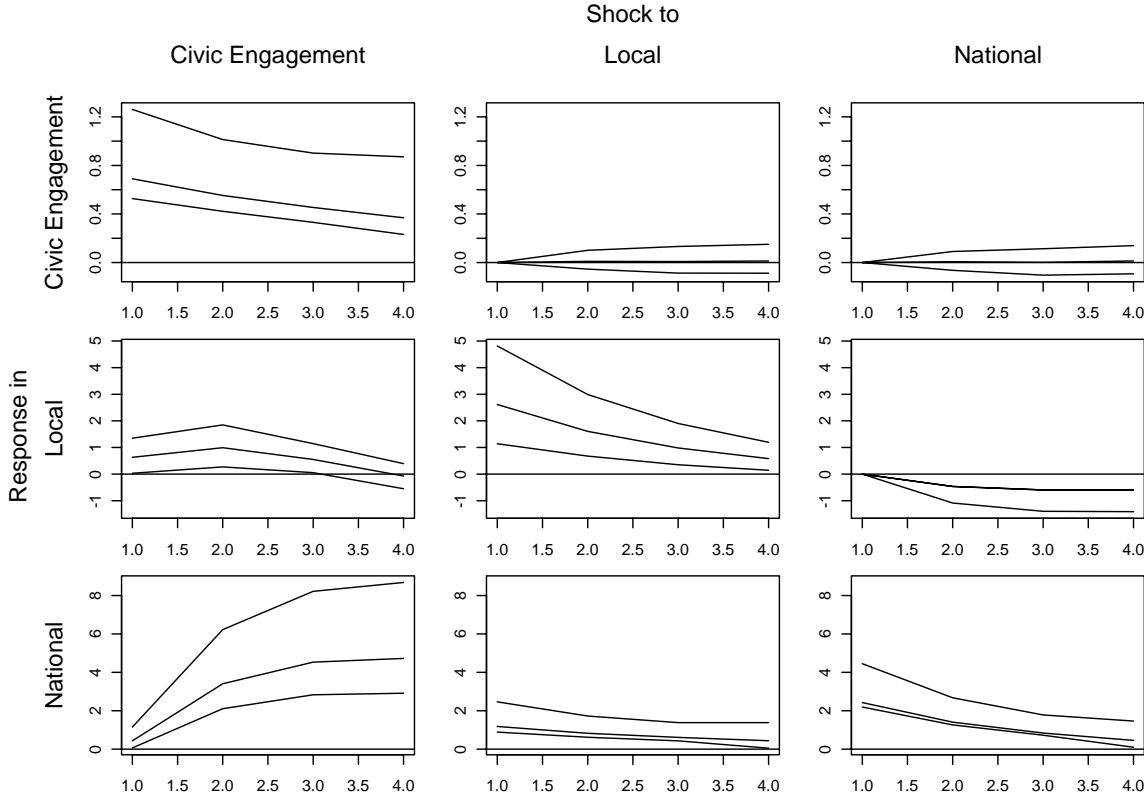 Shock to
Civic Engagement Local National
Response in
Civic Engagement
0.0 0.4 0.8 1.2
1.0 1.5 2.0 2.5 3.0 3.5 4.0
0.0 0.4 0.8 1.2
1.0 1.5 2.0 2.5 3.0 3.5 4.0
0.0 0.4 0.8 1.2
1.0 1.5 2.0 2.5 3.0 3.5 4.0
Local
-1 0 1 2 3 4 5
1.0 1.5 2.0 2.5 3.0 3.5 4.0
-1 0 1 2 3 4 5
1.0 1.5 2.0 2.5 3.0 3.5 4.0
-1 0 1 2 3 4 5
1.0 1.5 2.0 2.5 3.0 3.5 4.0
National
0 2 4 6 8
1.0 1.5 2.0 2.5 3.0 3.5 4.0
0 2 4 6 8
1.0 1.5 2.0 2.5 3.0 3.5 4.0
0 2 4 6 8
1.0 1.5 2.0 2.5 3.0 3.5 4.0